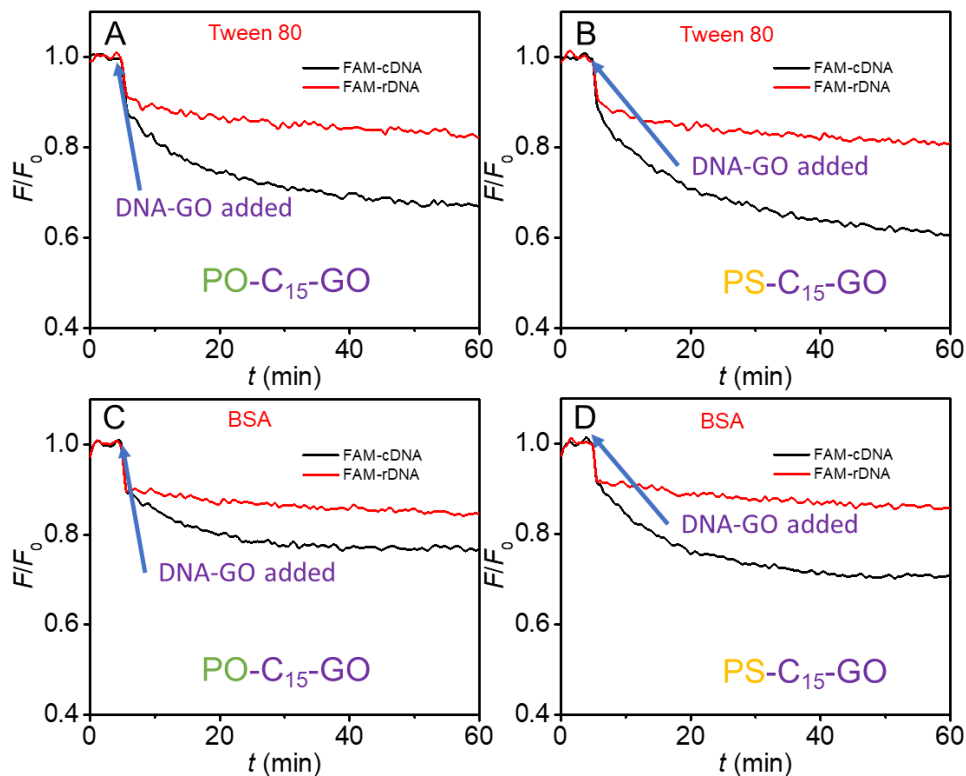 A
Tween 80
FAM-cDNA
FAM-rDNA
DNA-GO added
PO-C15-GO
F/F0
1.0
0.8
0.6
0.4
0 20 40 60
t (min)
B
Tween 80
FAM-cDNA
FAM-rDNA
DNA-GO added
PS-C15-GO
F/F0
1.0
0.8
0.6
0.4
0 20 40 60
t (min)
C
BSA
FAM-cDNA
FAM-rDNA
DNA-GO added
PO-C15-GO
F/F0
1.0
0.8
0.6
0.4
0 20 40 60
t (min)
D
BSA
FAM-cDNA
FAM-rDNA
DNA-GO added
PS-C15-GO
F/F0
1.0
0.8
0.6
0.4
0 20 40 60
t (min)